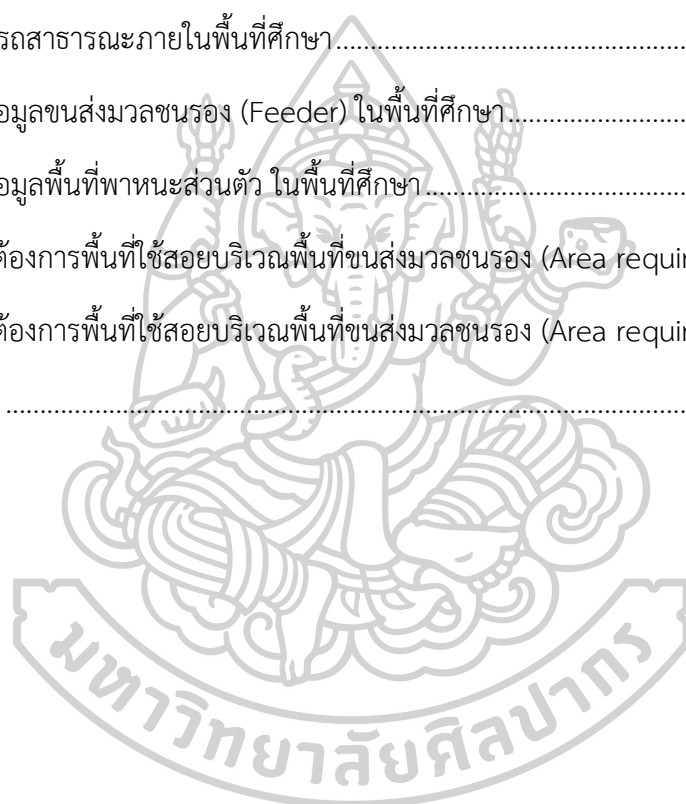 รถสาธารณะภายในพื้นที่ศึกษา................................................
อมูลขนส่งมวลชนรอง (Feeder) ในพื้นที่ศึกษา........................
อมูลพื้นที่พาหนะส่วนตัว ในพื้นที่ศึกษา...................................
ต้องการพื้นที่ใช้สอยบริเวณพื้นที่ขนส่งมวลชนรอง (Area requi
ต้องการพื้นที่ใช้สอยบริเวณพื้นที่ขนส่งมวลชนรอง (Area requi
................................................................................................
มหาวิทยาลัยศิลปากร